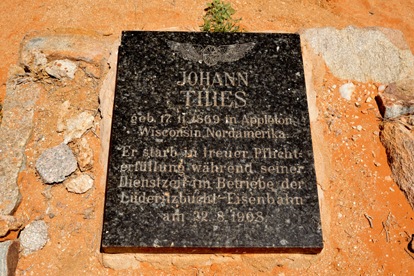 JOHANN
THIES
geb. 17. 11. 1869 in Appleton
Wisconsin Nordamerika
Er starb in treuer Pflicht-
erfüllung während seiner
Dienstzeit im Betriebe der
Lüderitzbucht Eisenbahn
am 22. 8. 1908